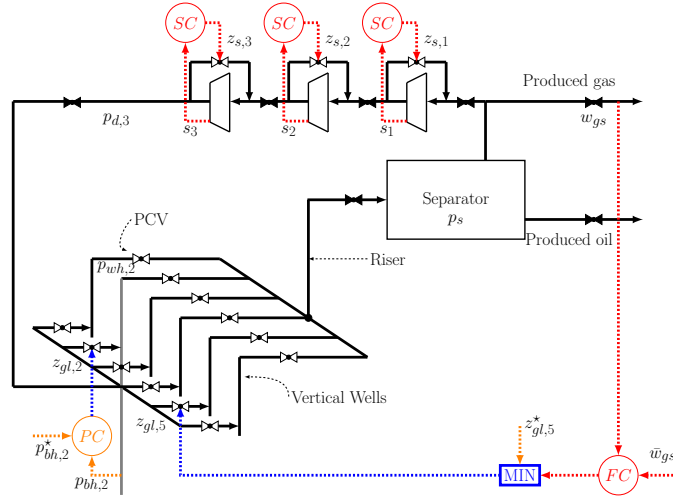 SC
SC
SC
z_{s,3}
z_{s,2}
z_{s,1}
Produced gas
p_{d,3}
s_3
s_2
s_1
w_{gs}
Separator
p_s
PCV
Produced oil
p_{wh,2}
Riser
z_{gl,2}
Vertical Wells
z_{gl,5}
z^{⋆}_{gl,5}
PC
p^{⋆}_{bh,2}
w̄_{gs}
p_{bh,2}
MIN
FC